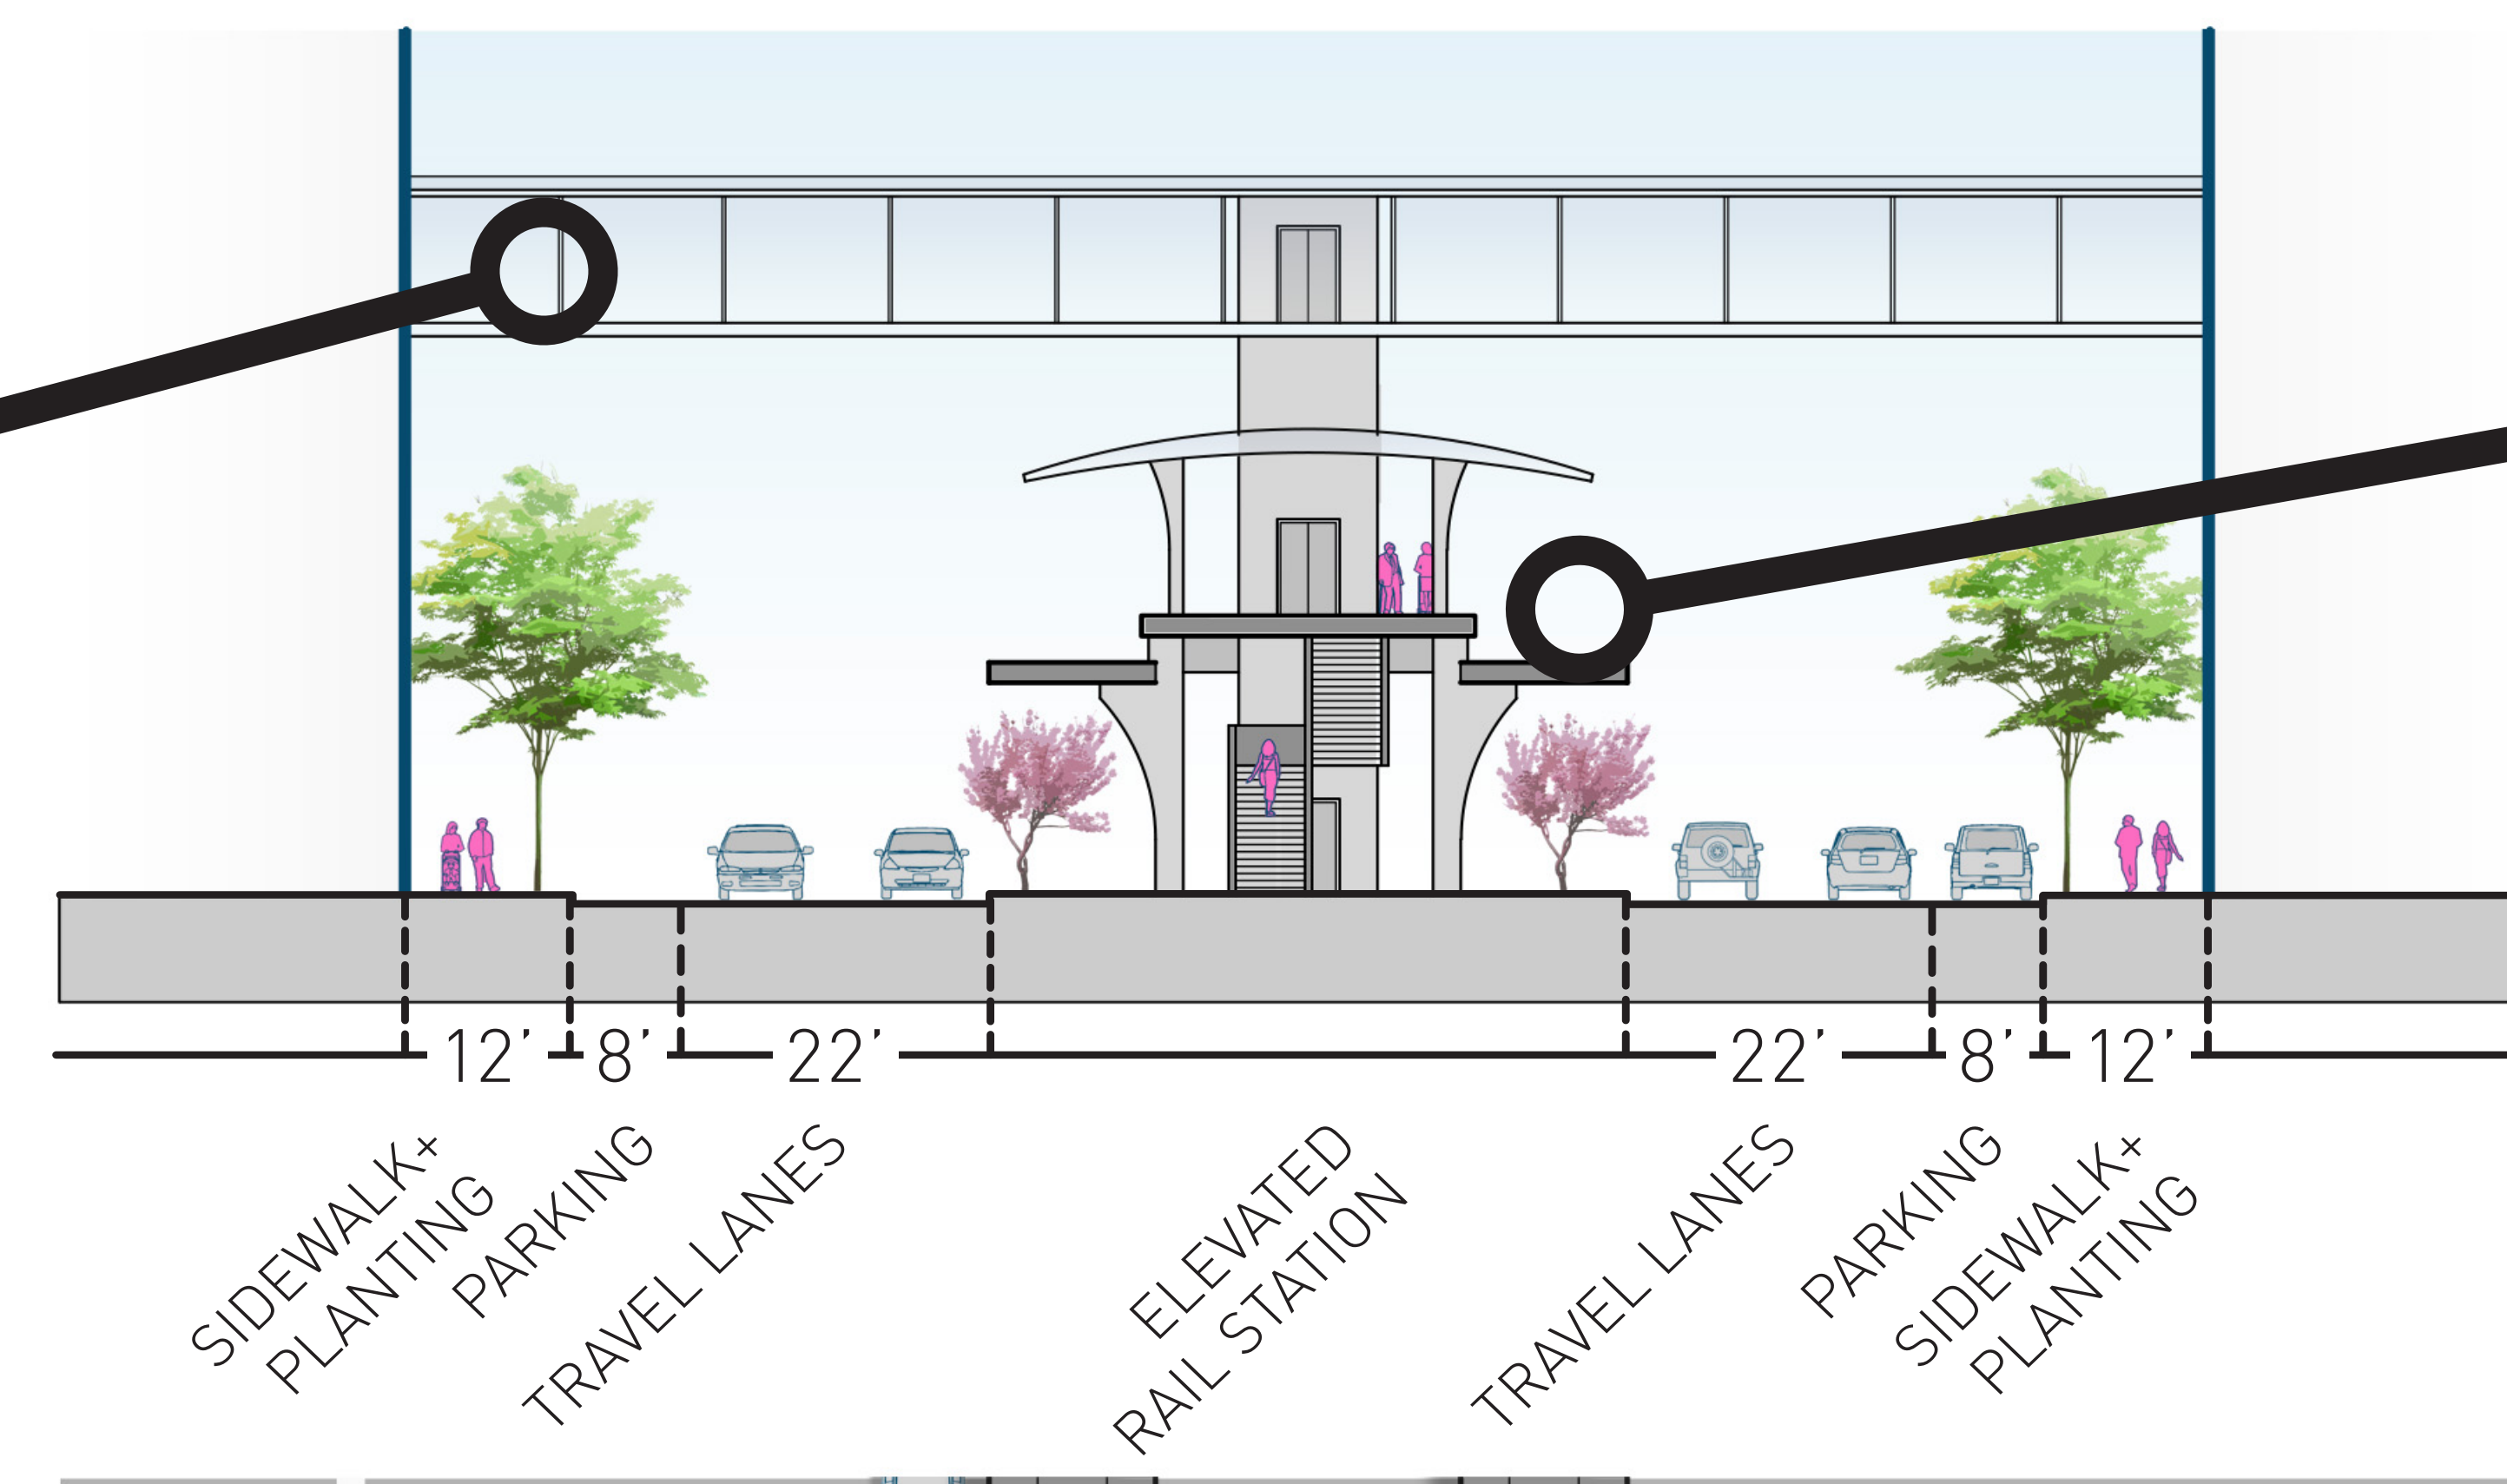 12’
8’
22’
22’
8’
12’
SIDEWALK+
PLANTING
PARKING
TRAVEL LANES
ELEVATED
RAIL STATION
TRAVEL LANES
PARKING
SIDEWALK+
PLANTING